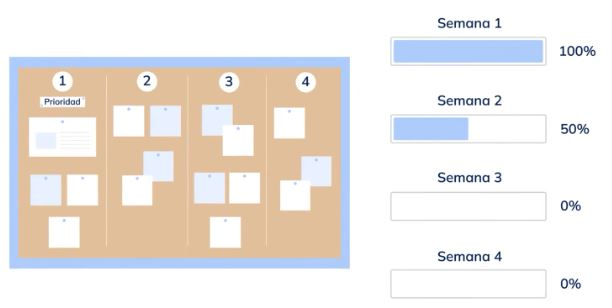 1
2
3
4
Prioridad
Semana 1
100%
Semana 2
50%
Semana 3
0%
Semana 4
0%